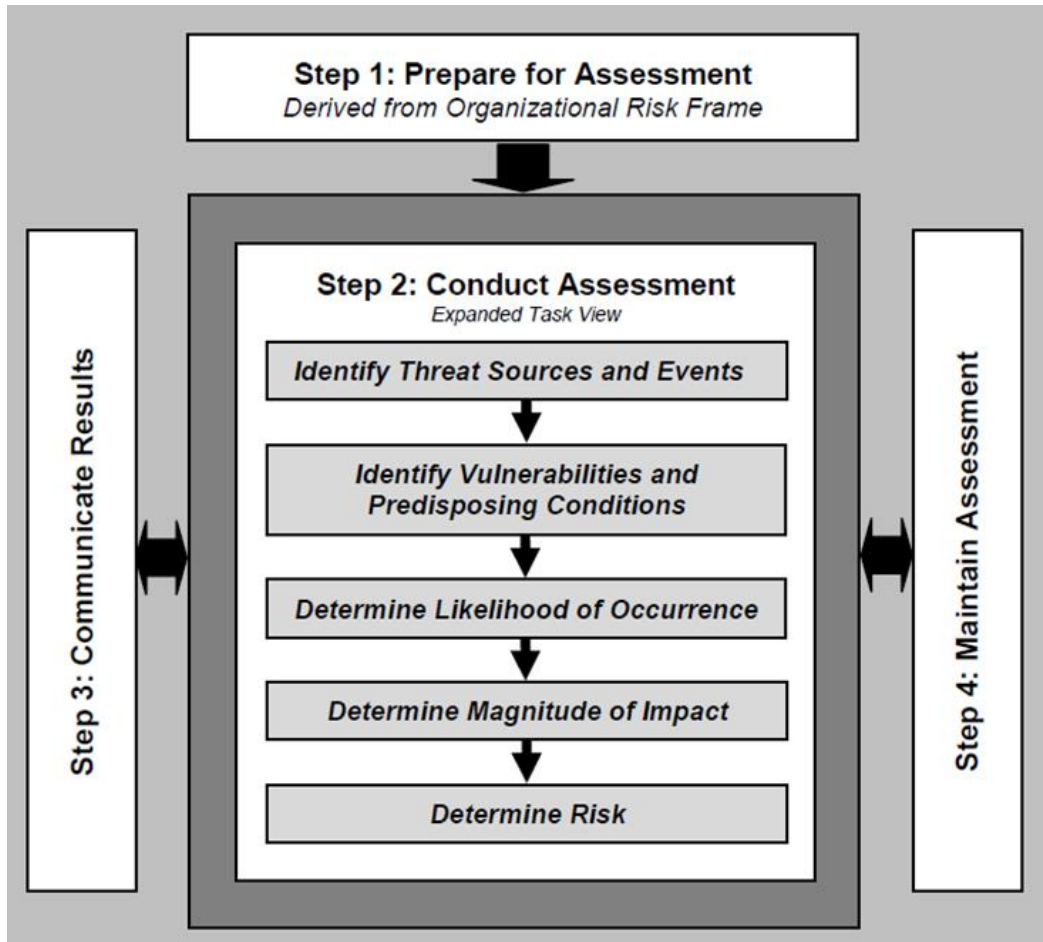 Step 1: Prepare for Assessment
Derived from Organizational Risk Frame
Step 2: Conduct Assessment
Expanded Task View
Identify Threat Sources and Events
Identify Vulnerabilities and
Predisposing Conditions
Determine Likelihood of Occurrence
Determine Magnitude of Impact
Determine Risk
Step 3: Communicate Results
Step 4: Maintain Assessment